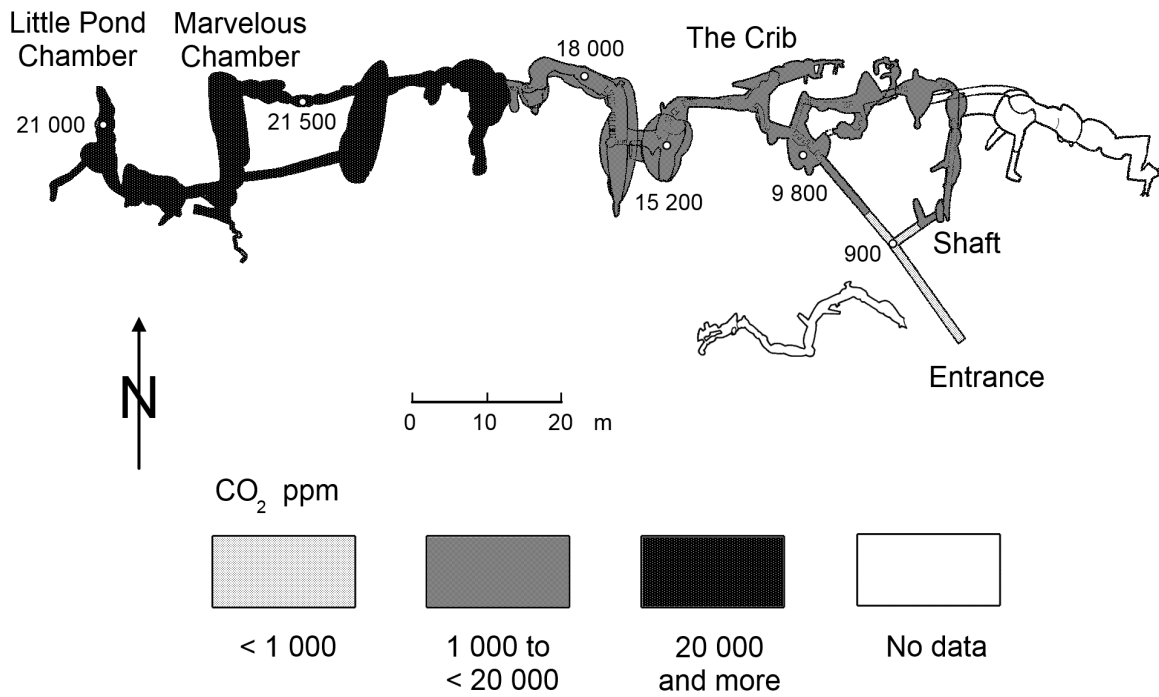 Little Pond
Chamber
Marvelous
Chamber
18 000
The Crib
21 000
21 500
15 200
9 800
900
Shaft
Entrance
N
0 10 20 m
CO2 ppm
< 1 000
1 000 to
< 20 000
20 000
and more
No data